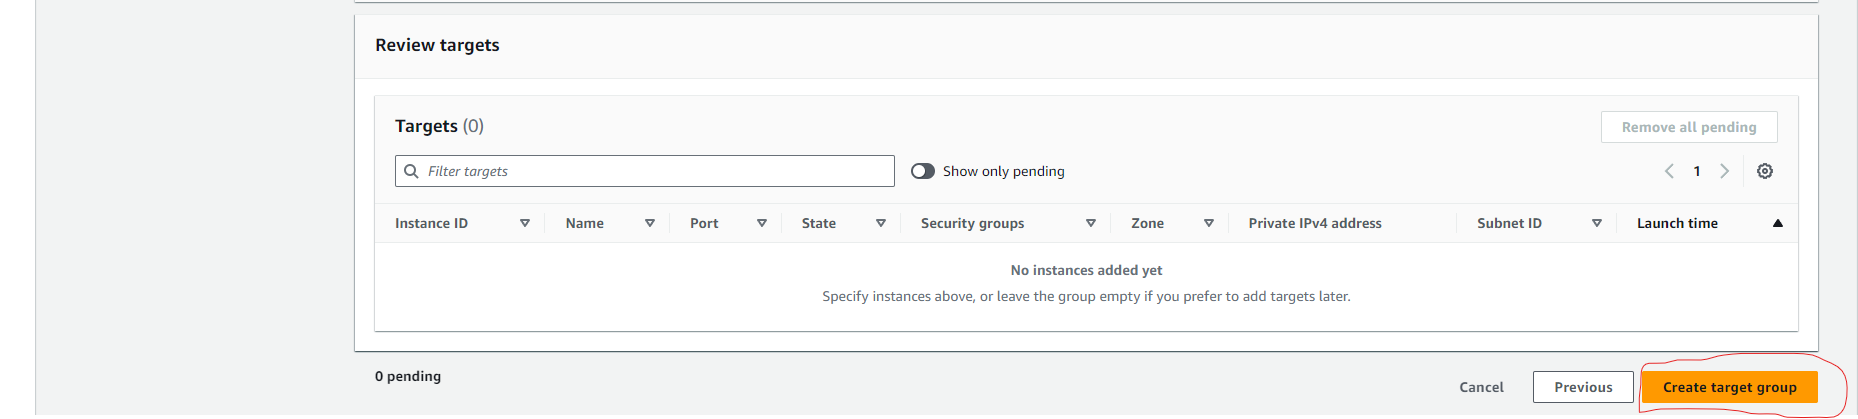 Review targets
Targets (0)
Remove all pending
Filter targets
Show only pending
1
Instance ID Name Port State Security groups Zone Private IPv4 address Subnet ID Launch time
No instances added yet
Specify instances above, or leave the group empty if you prefer to add targets later.
0 pending
Cancel Previous Create target group